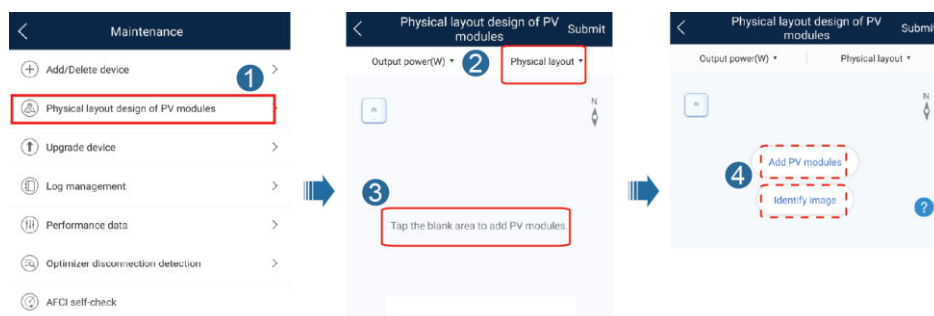 Maintenance
1
Add/Delete device
Physical layout design of PV modules
Upgrade device
Log management
Performance data
Optimizer disconnection detection
AFCI self-check
Physical layout design of PV
modules
Submit
Output power(W)
2
Physical layout
N
3
Tap the blank area to add PV modules.
Physical layout design of PV
modules
Submit
Output power(W)
Physical layout
N
4
Add PV modules
Identify image
?